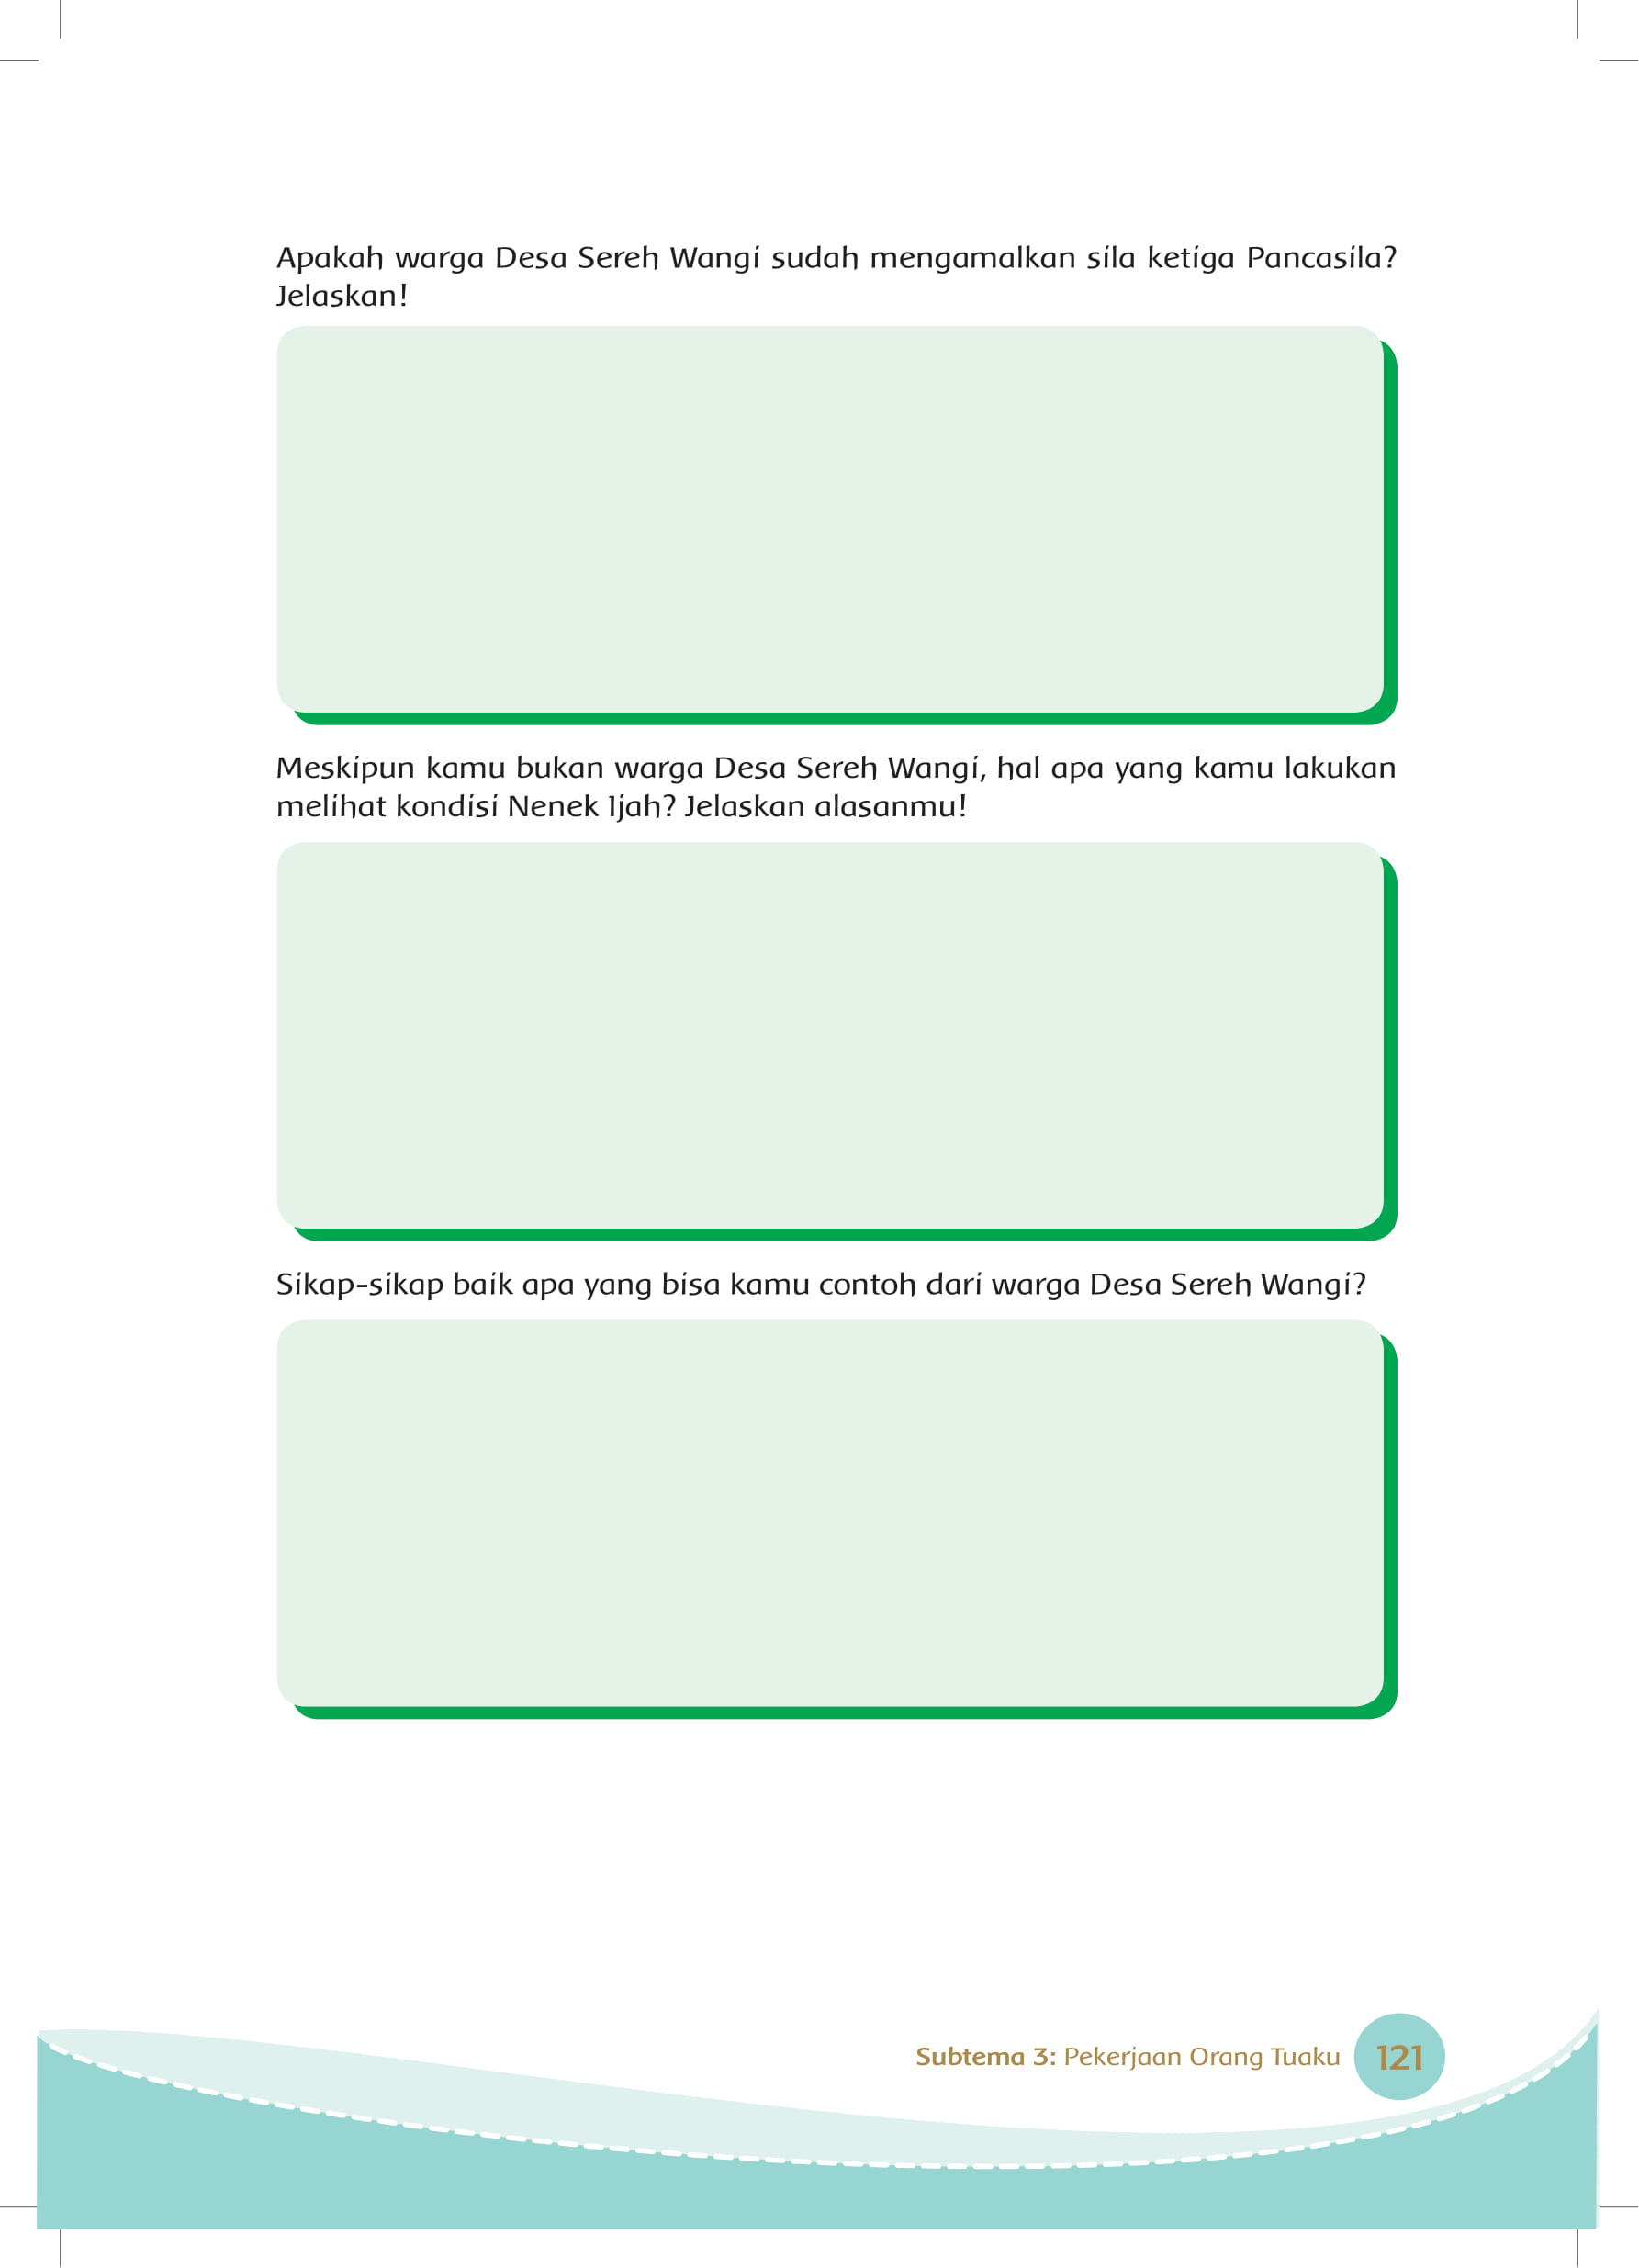 Apakah warga Desa Sereh Wangi sudah mengamalkan sila ketiga Pancasila?
Jelaskan!
Meskipun kamu bukan warga Desa Sereh Wangi, hal apa yang kamu lakukan
melihat kondisi Nenek Ijah? Jelaskan alasanmu!
Sikap-sikap baik apa yang bisa kamu contoh dari warga Desa Sereh Wangi?
Subtema 3: Pekerjaan Orang Tuaku 121